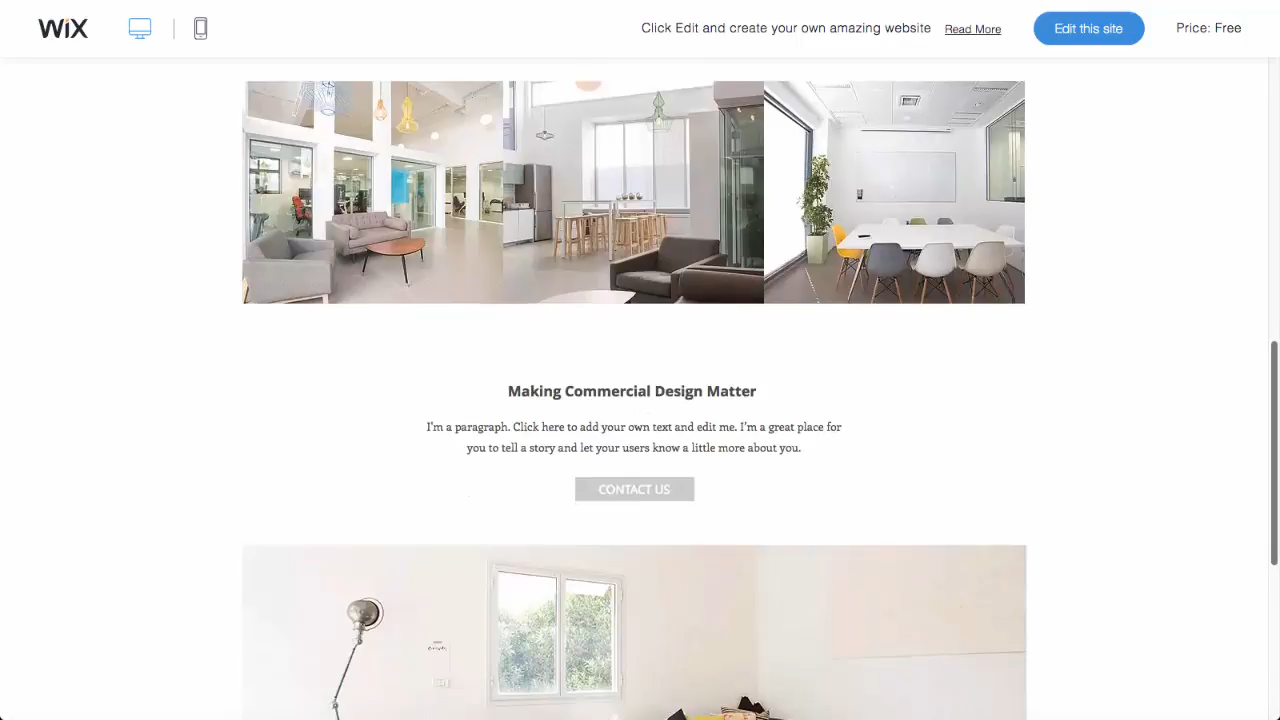 WiX
Click Edit and create your own amazing website Read More
Edit this site
Price: Free
Making Commercial Design Matter
I'm a paragraph. Click here to add your own text and edit me. I'm a great place for
you to tell a story and let your users know a little more about you.
CONTACT US